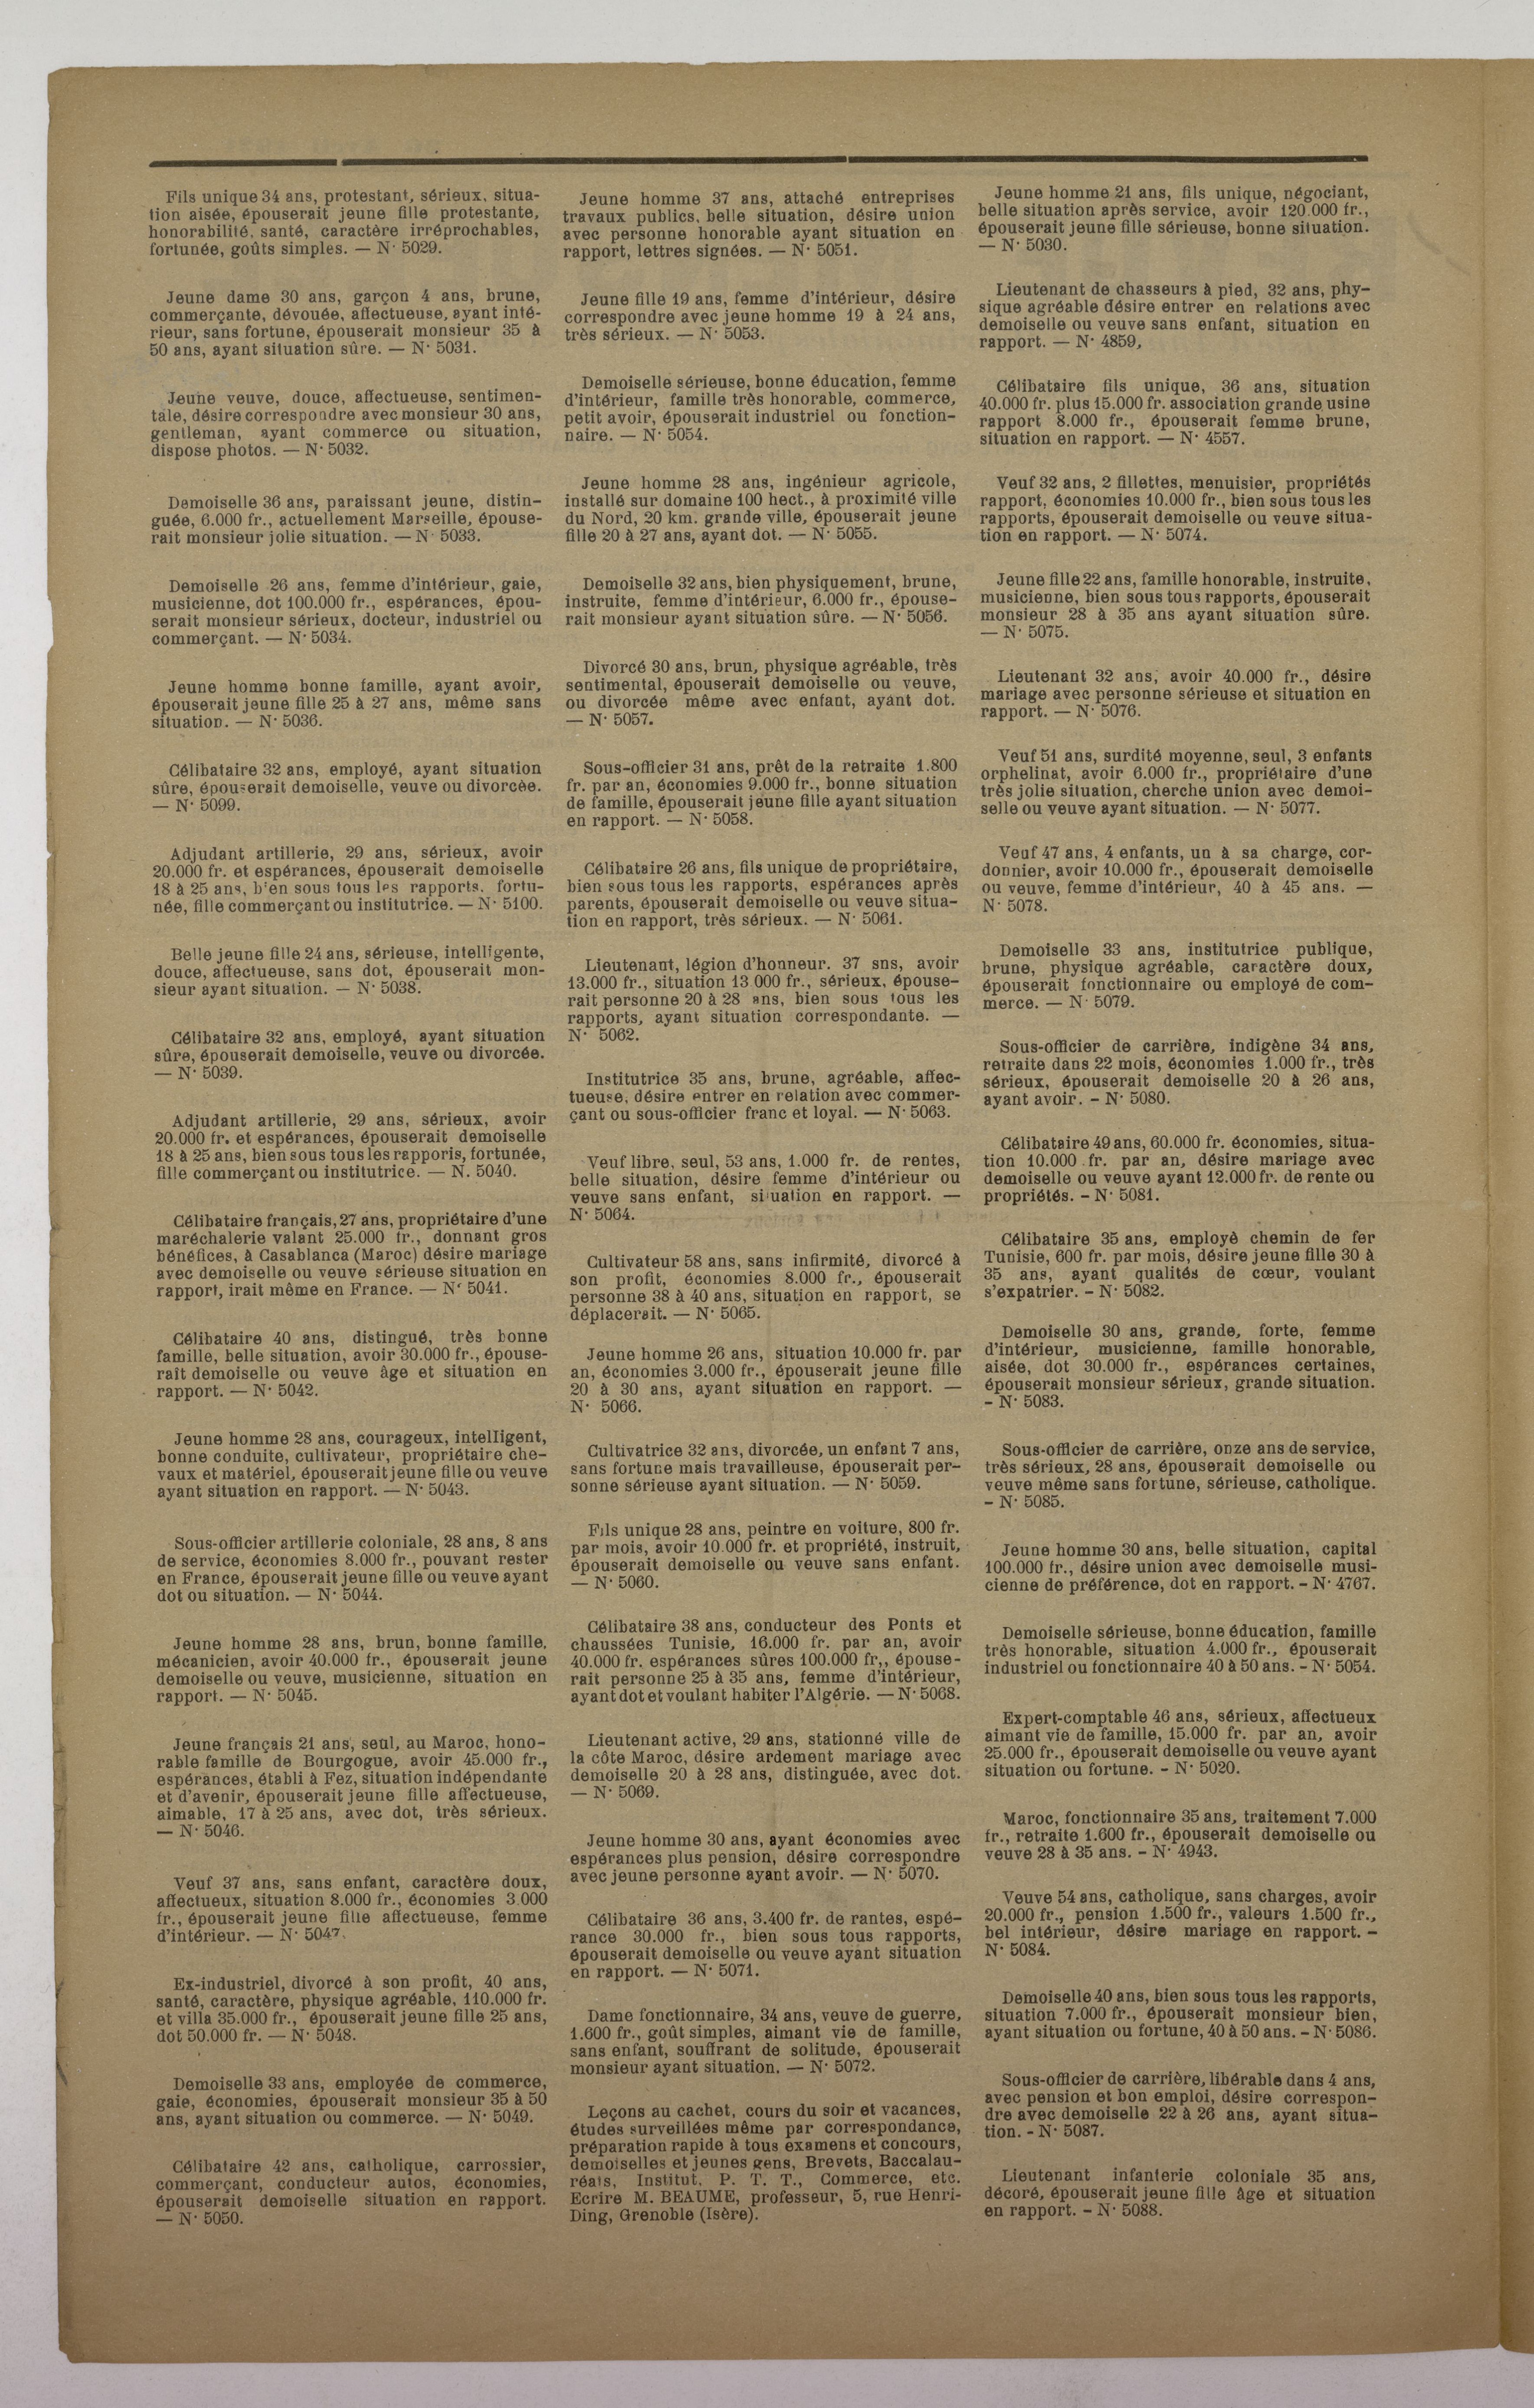 Fils unique 34 ans, protestant, sérieux, situa-
tion aisée, épouserait jeune fille protestante,
honorabilité, santé, caractère irréprochables,
fortunée, goûts simples. — N· 5029.
Jeune dame 30 ans, garçon 4 ans, brune,
commerçante, dévouée, affectueuse, ayant inté-
rieur, sans fortune, épouserait monsieur 35 à
50 ans, ayant situation sûre. — N· 5031.
Jeune veuve, douce, affectueuse, sentimen-
tale, désire correspondre avec monsieur 30 ans,
gentleman, ayant commerce ou situation,
dispose photos. — N· 5032.
Demoiselle 36 ans, paraissant jeune, distin-
guée, 6.000 fr., actuellement Marseille, épouse-
rait monsieur jolie situation. — N· 5033.
Demoiselle 26 ans, femme d'intérieur, gaie,
musicienne, dot 100.000 fr., espérances, épou-
serait monsieur sérieux, docteur, industriel ou
commerçant. — N· 5034.
Jeune homme bonne famille, ayant avoir,
épouserait jeune fille 25 à 27 ans, même sans
situation. — N· 5036.
Célibataire 32 ans, employé, ayant situation
sûre, épouserait demoiselle, veuve ou divorcée.
— N· 5099.
Adjudant artillerie, 29 ans, sérieux, avoir
20.000 fr. et espérances, épouserait demoiselle
18 à 25 ans, b'en sous tous les rapports, fortu-
née, fille commerçant ou institutrice. — N· 5100.
Belle jeune fille 24 ans, sérieuse, intelligente,
douce, affectueuse, sans dot, épouserait mon-
sieur ayant situation. — N· 5038.
Célibataire 32 ans, employé, ayant situation
sûre, épouserait demoiselle, veuve ou divorcée.
— N· 5039.
Adjudant artillerie, 29 ans, sérieux, avoir
20.000 fr. et espérances, épouserait demoiselle
18 à 25 ans, bien sous tous les rapporis, fortunée,
fille commerçant ou institutrice. — N. 5040.
Célibataire français, 27 ans, propriétaire d'une
maréchalerie valant 25.000 fr., donnant gros
bénéfices, à Casablanca (Maroc) désire mariage
avec demoiselle ou veuve sérieuse situation en
rapport, irait même en France. — N· 5041.
Célibataire 40 ans, distingué, très bonne
famille, belle situation, avoir 30.000 fr., épouse-
rait demoiselle ou veuve âge et situation en
rapport. — N· 5042.
Jeune homme 28 ans, courageux, intelligent,
bonne conduite, cultivateur, propriétaire che-
vaux et matériel, épouserait jeune fille ou veuve
ayant situation en rapport. — N· 5043.
Sous-officier artillerie coloniale, 28 ans, 8 ans
de service, économies 8.000 fr., pouvant rester
en France, épouserait jeune fille ou veuve ayant
dot ou situation. — N· 5044.
Jeune homme 28 ans, brun, bonne famille,
mécanicien, avoir 40.000 fr., épouserait jeune
demoiselle ou veuve, musicienne, situation en
rapport. — N· 5045.
Jeune français 21 ans, seul, au Maroc, hono-
rable famille de Bourgogne, avoir 45.000 fr.,
espérances, établi à Fez, situation indépendante
et d'avenir, épouserait jeune fille affectueuse,
aimable, 17 à 25 ans, avec dot, très sérieux.
— N· 5046.
Veuf 37 ans, sans enfant, caractère doux,
affectueux, situation 8.000 fr., économies 3.000
fr., épouserait jeune fille affectueuse, femme
d'intérieur. — N· 5047.
Ex-industriel, divorcé à son profit, 40 ans,
santé, caractère, physique agréable, 110.000 fr.
et villa 35.000 fr., épouserait jeune fille 25 ans,
dot 50.000 fr. — N· 5048.
Demoiselle 33 ans, employée de commerce,
gaie, économies, épouserait monsieur 35 à 50
ans, ayant situation ou commerce. — N· 5049.
Célibataire 42 ans, catholique, carrossier,
commerçant, conducteur autos, économies,
épouserait demoiselle situation en rapport.
— N· 5050.
Jeune homme 37 ans, attaché entreprises
travaux publics, belle situation, désire union
avec personne honorable ayant situation en
rapport, lettres signées. — N· 5051.
Jeune fille 19 ans, femme d'intérieur, désire
correspondre avec jeune homme 19 à 24 ans,
très sérieux. — N· 5053.
Demoiselle sérieuse, bonne éducation, femme
d'intérieur, famille très honorable, commerce,
petit avoir, épouserait industriel ou fonction-
naire. — N· 5054.
Jeune homme 28 ans, ingénieur agricole,
installé sur domaine 100 hect., à proximité ville
du Nord, 20 km. grande ville, épouserait jeune
fille 20 à 27 ans, ayant dot. — N· 5055.
Demoiselle 32 ans, bien physiquement, brune,
instruite, femme d'intérieur, 6.000 fr., épouse-
rait monsieur ayant situation sûre. — N· 5056.
Divorcé 30 ans, brun, physique agréable, très
sentimental, épouserait demoiselle ou veuve,
ou divorcée même avec enfant, ayant dot.
— N· 5057.
Sous-officier 31 ans, prêt de la retraite 1.800
fr. par an, économies 9.000 fr., bonne situation
de famille, épouserait jeune fille ayant situation
en rapport. — N· 5058.
Célibataire 26 ans, fils unique de propriétaire,
bien sous tous les rapports, espérances après
parents, épouserait demoiselle ou veuve situa-
tion en rapport, très sérieux. — N· 5061.
Lieutenant, légion d'honneur. 37 sns, avoir
13.000 fr., situation 13.000 fr., sérieux, épouse-
rait personne 20 à 28 ans, bien sous tous les
rapports, ayant situation correspondante. —
N· 5062.
Institutrice 35 ans, brune, agréable, affec-
tueuse, désire entrer en relation avec commer-
çant ou sous-officier franc et loyal. — N· 5063.
Veuf libre, seul, 53 ans, 1.000 fr. de rentes,
belle situation, désire femme d'intérieur ou
veuve sans enfant, situation en rapport. —
N· 5064.
Cultivateur 58 ans, sans infirmité, divorcé à
son profit, économies 8.000 fr., épouserait
personne 38 à 40 ans, situation en rapport, se
déplacerait. — N· 5065.
Jeune homme 26 ans, situation 10.000 fr. par
an, économies 3.000 fr., épouserait jeune fille
20 à 30 ans, ayant situation en rapport. —
N· 5066.
Cultivatrice 32 ans, divorcée, un enfant 7 ans,
sans fortune mais travailleuse, épouserait per-
sonne sérieuse ayant situation. — N· 5059.
Fils unique 28 ans, peintre en voiture, 800 fr.
par mois, avoir 10.000 fr. et propriété, instruit,
épouserait demoiselle ou veuve sans enfant.
— N· 5060.
Célibataire 38 ans, conducteur des Ponts et
chaussées Tunisie, 16.000 fr. par an, avoir
40.000 fr. espérances sûres 100.000 fr,, épouse-
rait personne 25 à 35 ans, femme d'intérieur,
ayant dot et voulant habiter l'Algérie. — N· 5068.
Lieutenant active, 29 ans, stationné ville de
la côte Maroc, désire ardement mariage avec
demoiselle 20 à 28 ans, distinguée, avec dot.
— N· 5069.
Jeune homme 30 ans, ayant économies avec
espérances plus pension, désire correspondre
avec jeune personne ayant avoir. — N· 5070.
Célibataire 36 ans, 3.400 fr. de rantes, espé-
rance 30.000 fr., bien sous tous rapports,
épouserait demoiselle ou veuve ayant situation
en rapport. — N· 5071.
Dame fonctionnaire, 34 ans, veuve de guerre,
1.600 fr., goût simples, aimant vie de famille,
sans enfant, souffrant de solitude, épouserait
monsieur ayant situation. — N· 5072.
Leçons au cachet, cours du soir et vacances,
études surveillées même par correspondance,
préparation rapide à tous examens et concours,
demoiselles et jeunes gens, Brevets, Baccalau-
réats, Institut. P. T. T., Commerce, etc.
Ecrire M. BEAUME, professeur, 5, rue Henri-
Ding, Grenoble (Isère).
Jeune homme 21 ans, fils unique, négociant,
belle situation après service, avoir 120.000 fr.,
épouserait jeune fille sérieuse, bonne situation.
— N· 5030.
Lieutenant de chasseurs à pied, 32 ans, phy-
sique agréable désire entrer en relations avec
demoiselle ou veuve sans enfant, situation en
rapport. — N· 4859,
Célibataire fils unique, 36 ans, situation
40.000 fr. plus 15.000 fr. association grande usine
rapport 8.000 fr., épouserait femme brune,
situation en rapport. — N· 4557.
Veuf 32 ans, 2 fillettes, menuisier, propriétés
rapport, économies 10.000 fr., bien sous tous les
rapports, épouserait demoiselle ou veuve situa-
tion en rapport. — N· 5074.
Jeune fille 22 ans, famille honorable, instruite,
musicienne, bien sous tous rapports, épouserait
monsieur 28 à 35 ans ayant situation sûre.
— N· 5075.
Lieutenant 32 ans, avoir 40.000 fr., désire
mariage avec personne sérieuse et situation en
rapport. — N· 5076.
Veuf 51 ans, surdité moyenne, seul, 3 enfants
orphelinat, avoir 6.000 fr., propriétaire d'une
très jolie situation, cherche union avec demoi-
selle ou veuve ayant situation. — N· 5077.
Veuf 47 ans, 4 enfants, un à sa charge, cor-
donnier, avoir 10.000 fr., épouserait demoiselle
ou veuve, femme d'intérieur, 40 à 45 ans. —
N· 5078.
Demoiselle 33 ans, institutrice publique,
brune, physique agréable, caractère doux,
épouserait fonctionnaire ou employé de com-
merce. — N· 5079.
Sous-officier de carrière, indigène 34 ans,
retraite dans 22 mois, économies 1.000 fr., très
sérieux, épouserait demoiselle 20 à 26 ans,
ayant avoir. - N· 5080.
Célibataire 49 ans, 60.000 fr. économies, situa-
tion 10.000 fr. par an, désire mariage avec
demoiselle ou veuve ayant 12.000 fr. de rente ou
propriétés. - N· 5081.
Célibataire 35 ans, employè chemin de fer
Tunisie, 600 fr. par mois, désire jeune fille 30 à
35 ans, ayant qualités de cœur, voulant
s'expatrier. - N· 5082.
Demoiselle 30 ans, grande, forte, femme
d'intérieur, musicienne, famille honorable,
aisée, dot 30.000 fr., espérances certaines,
épouserait monsieur sérieux, grande situation.
- N· 5083.
Sous-officier de carrière, onze ans de service,
très sérieux, 28 ans, épouserait demoiselle ou
veuve même sans fortune, sérieuse, catholique.
- N· 5085.
Jeune homme 30 ans, belle situation, capital
100.000 fr., désire union avec demoiselle musi-
cienne de préférence, dot en rapport. - N· 4767.
Demoiselle sérieuse, bonne éducation, famille
très honorable, situation 4.000 fr., épouserait
industriel ou fonctionnaire 40 à 50 ans. - N· 5054.
Expert-comptable 46 ans, sérieux, affectueux
aimant vie de famille, 15.000 fr. par an, avoir
25.000 fr., épouserait demoiselle ou veuve ayant
situation ou fortune. - N· 5020.
Maroc, fonctionnaire 35 ans, traitement 7.000
fr., retraite 1.600 fr., épouserait demoiselle ou
veuve 28 à 35 ans. - N· 4943.
Veuve 54 ans, catholique, sans charges, avoir
20.000 fr., pension 1.500 fr., valeurs 1.500 fr.,
bel intérieur, désire mariage en rapport. -
N· 5084.
Demoiselle 40 ans, bien sous tous les rapports,
situation 7.000 fr., épouserait monsieur bien,
ayant situation ou fortune, 40 à 50 ans. - N· 5086.
Sous-officier de carrière, libérable dans 4 ans,
avec pension et bon emploi, désire correspon-
dre avec demoiselle 22 à 26 ans, ayant situa-
tion. - N· 5087.
Lieutenant infanterie coloniale 35 ans,
décoré, épouserait jeune fille âge et situation
en rapport. - N· 5088.